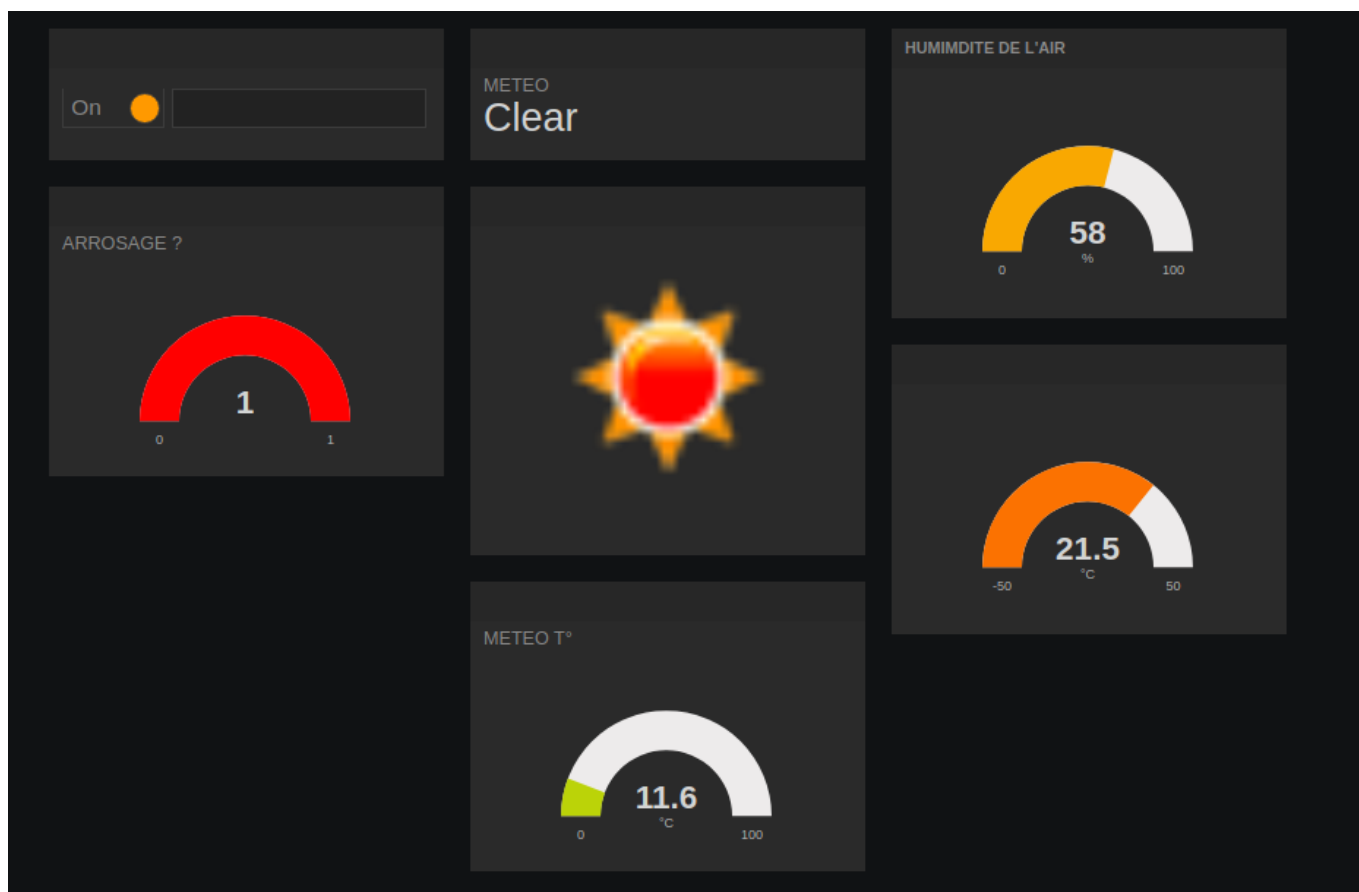 On
ARROSAGE ?
1
0 1
METEO
Clear
METEO T°
11.6
°C
0 100
HUMIMDITE DE L'AIR
58
%
0 100
21.5
°C
-50 50